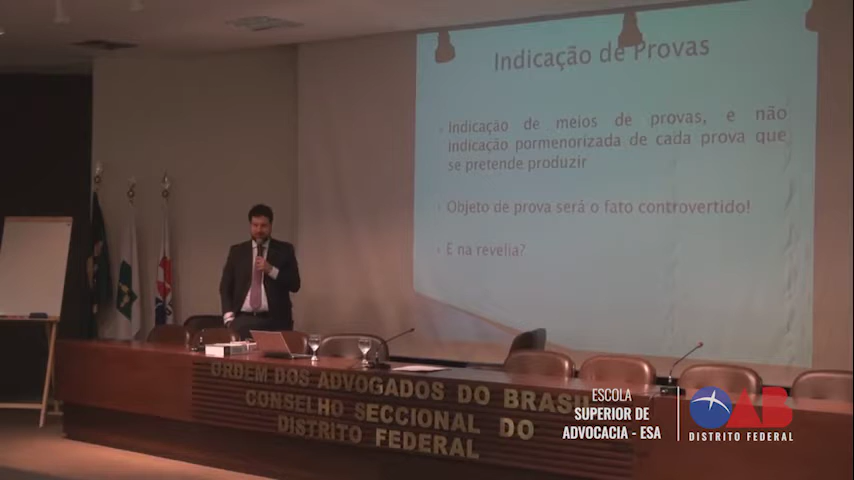 Indicação de Provas
Indicação de meios de provas, e não
indicação pormenorizada de cada prova que
se pretende produzir
Objeto de prova será o fato controvertido!
E na revelia?
ORDEM DOS ADVOGADOS DO BRASIL
CONSELHO SECCIONAL DO
DISTRITO FEDERAL
ESCOLA
SUPERIOR DE
ADVOCACIA - ESA
OAB
DISTRITO FEDERAL